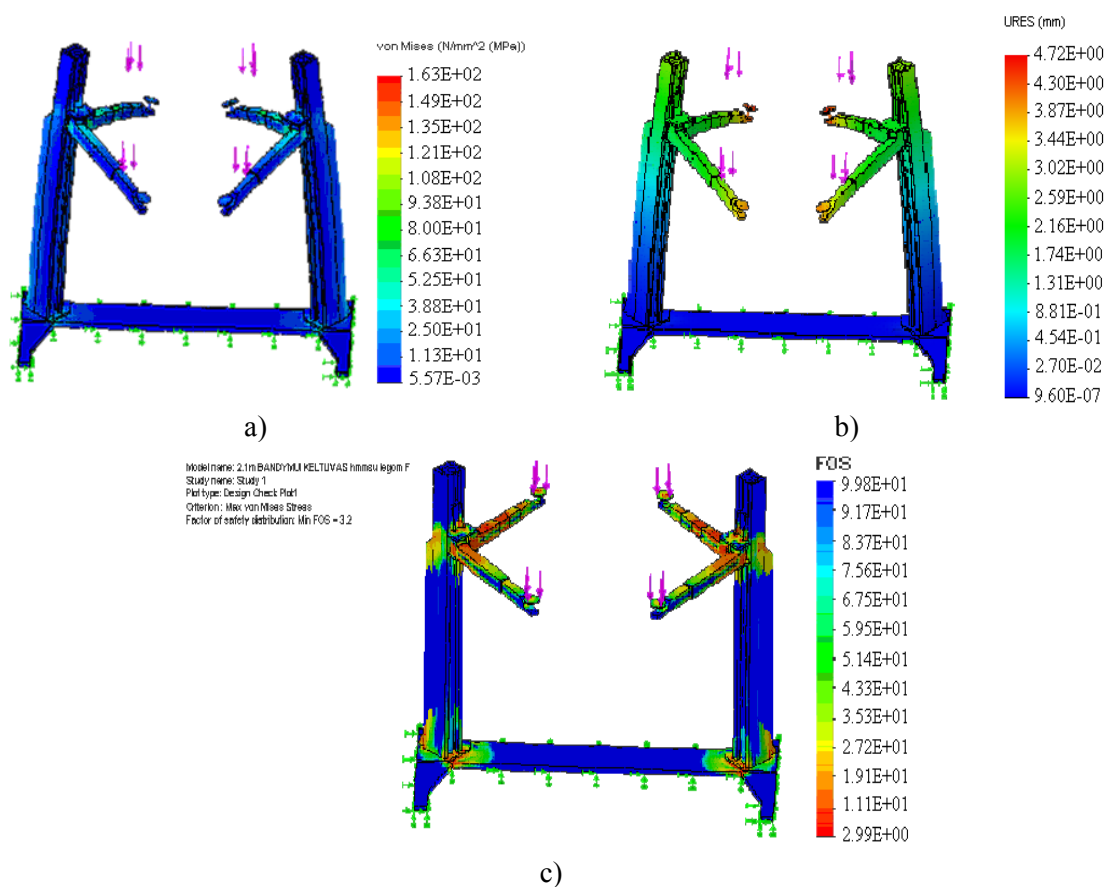 von Mises (N/mm^2 (MPa))
1.63E+02
1.49E+02
1.35E+02
1.21E+02
1.08E+02
9.38E+01
8.00E+01
6.63E+01
5.25E+01
3.88E+01
2.50E+01
1.13E+01
5.57E-03
a)
URES (mm)
4.72E+00
4.30E+00
3.87E+00
3.44E+00
3.02E+00
2.59E+00
2.16E+00
1.74E+00
1.31E+00
8.81E-01
4.54E-01
2.70E-02
9.60E-07
b)
Model name: 2.1m BANDYMUI KELTUVAS hmmsu legom F
Study name: Study 1
Plot type: Design Check Plot1
Criterion : Max von Mises Stress
Factor of safety distribution: Min FOS = 3.2
FOS
9.98E+01
9.17E+01
8.37E+01
7.56E+01
6.75E+01
5.95E+01
5.14E+01
4.33E+01
3.53E+01
2.72E+01
1.91E+01
1.11E+01
2.99E+00
c)